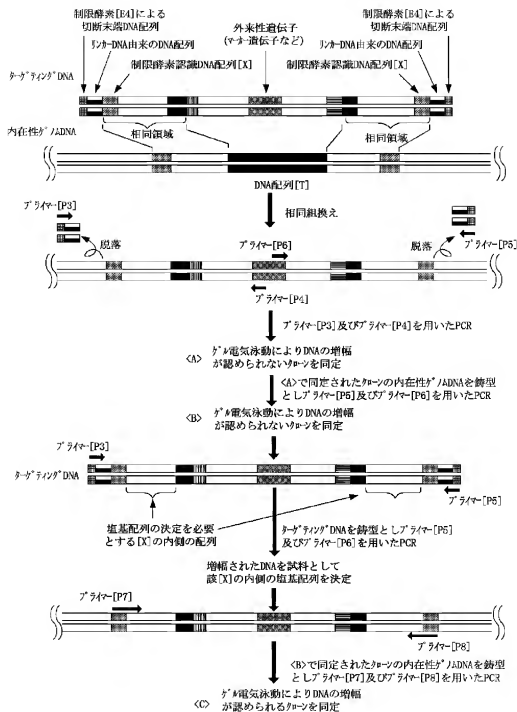 制限酵素[E4]による
切断末端DNA配列
リンカーDNA由来のDNA配列
制限酵素認識DNA配列[X]
外来性遺伝子
(マーカー遺伝子など)
制限酵素[E4]による
切断末端DNA配列
リンカーDNA由来のDNA配列
制限酵素認識DNA配列[X]
ターゲティングDNA
相同領域
相同領域
内在性ゲノムDNA
DNA配列[T]
相同組換え
プライマー[P3]
脱落
プライマー[P6]
脱落
プライマー[P5]
プライマー[P4]
プライマー[P3]及びプライマー[P4]を用いたPCR
<A> ゲル電気泳動によりDNAの増幅
が認められないクローンを同定
<A>で同定されたクローンの内在性ゲノムDNAを鋳型
としプライマー[P5]及びプライマー[P6]を用いたPCR
<B> ゲル電気泳動によりDNAの増幅
が認められないクローンを同定
プライマー[P3]
ターゲティングDNA
プライマー[P5]
塩基配列の決定を必要
とする[X]の内側の配列
ターゲティングDNAを鋳型としプライマー[P5]
及びプライマー[P6]を用いたPCR
増幅されたDNAを試料として
該[X]の内側の塩基配列を決定
プライマー[P7]
プライマー[P8]
<B>で同定されたクローンの内在性ゲノムDNAを鋳型
としプライマー[P7]及びプライマー[P8]を用いたPCR
<C> ゲル電気泳動によりDNAの増幅
が認められるクローンを同定